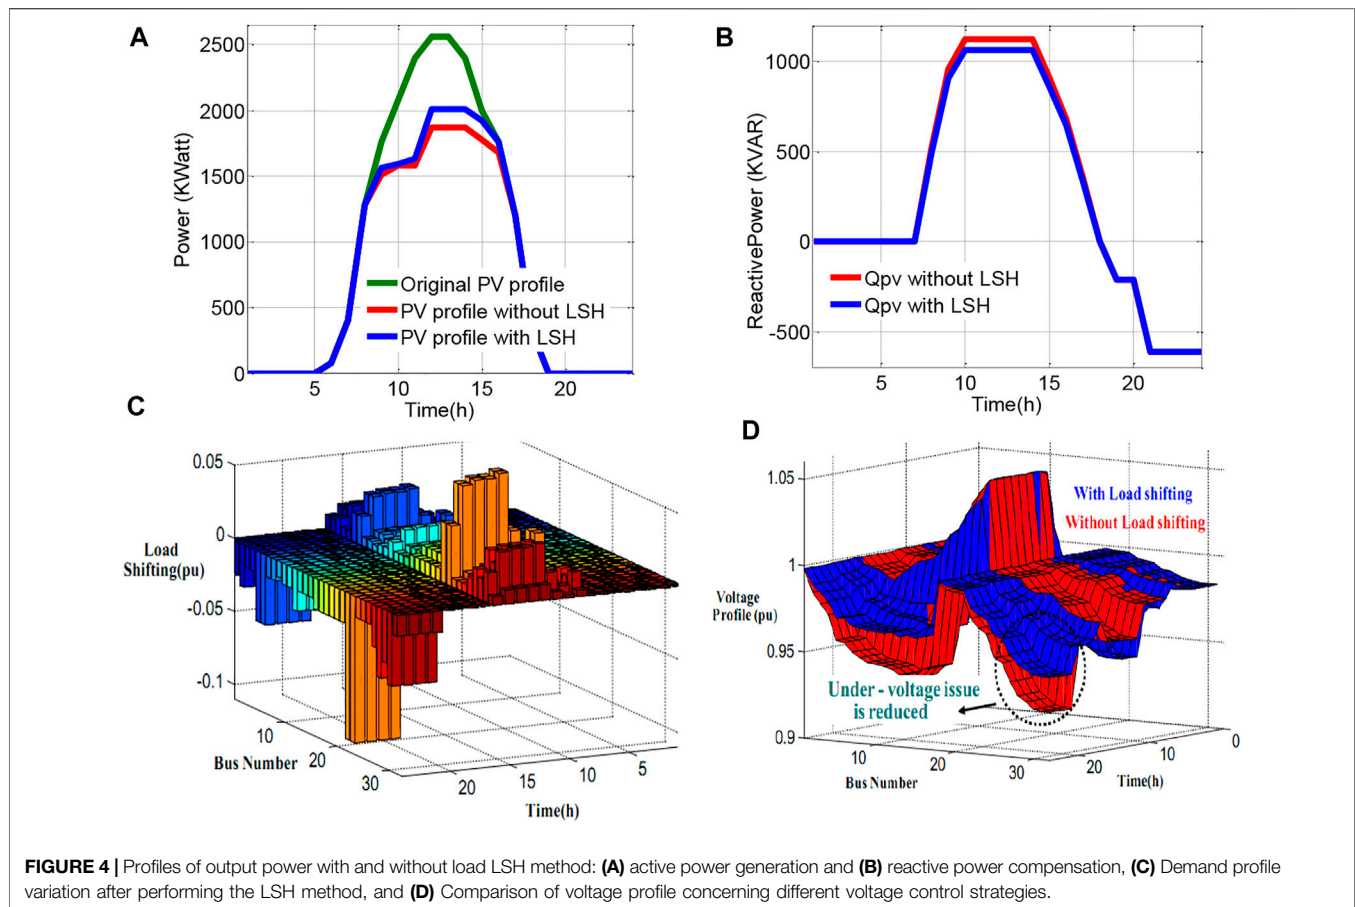 A
2500
2000
1500
1000
500
0
Power (KWatt)
Original PV profile
PV profile without LSH
PV profile with LSH
5
10
15
20
Time(h)
B
1000
500
0
-500
ReactivePower (KVAR)
Qpv without LSH
Qpv with LSH
5
10
15
20
Time(h)
C
0.05
0
-0.05
-0.1
Load
Shifting(pu)
10
20
30
Bus Number
20
15
10
5
Time(h)
D
1.05
1
0.95
0.9
Voltage
Profile (pu)
With Load shifting
Without Load shifting
Under - voltage issue
is reduced
10
20
30
Bus Number
20
10
0
Time(h)
FIGURE 4 | Profiles of output power with and without load LSH method: (A) active power generation and (B) reactive power compensation, (C) Demand profile
variation after performing the LSH method, and (D) Comparison of voltage profile concerning different voltage control strategies.